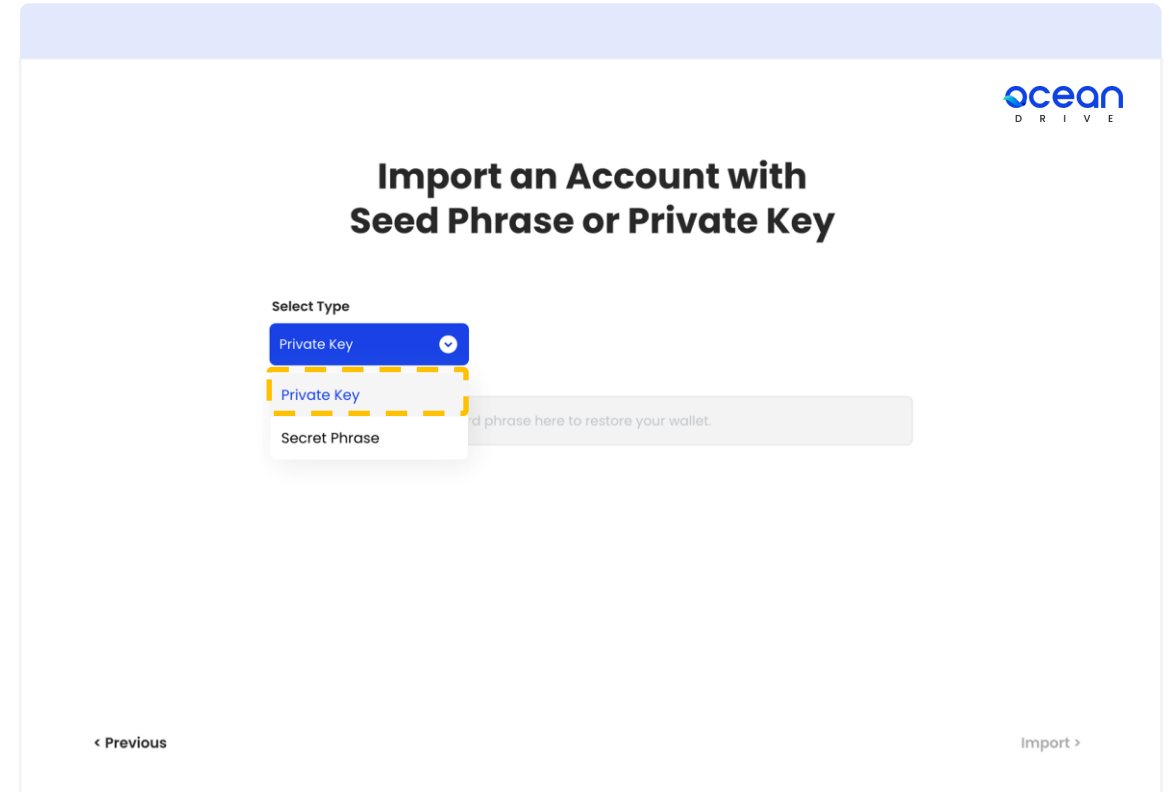 ocean
DRIVE
Import an Account with
Seed Phrase or Private Key
Select Type
Private Key
Private Key
phrase here to restore your wallet.
Secret Phrase
< Previous
Import >